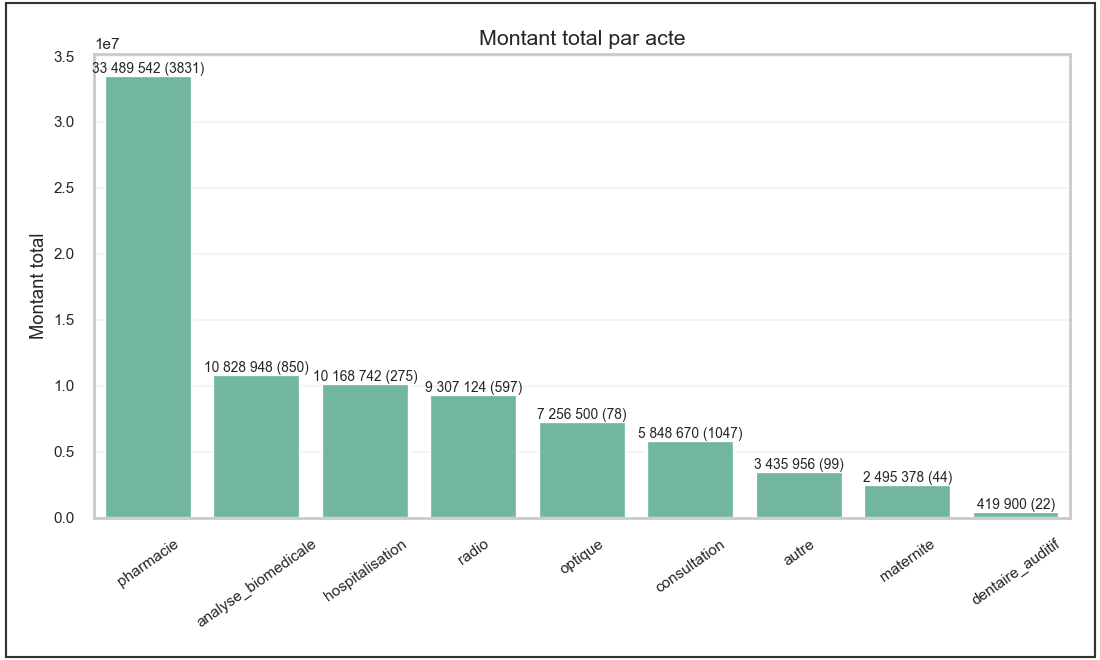 Montant total par acte
1e7
3.5
3.0
2.5
2.0
1.5
1.0
0.5
0.0
Montant total
33 489 542 (3831)
10 828 948 (850)
10 168 742 (275)
9 307 124 (597)
7 256 500 (78)
5 848 670 (1047)
3 435 956 (99)
2 495 378 (44)
419 900 (22)
pharmacie
analyse_biomedicale
hospitalisation
radio
optique
consultation
autre
maternite
dentaire_auditif